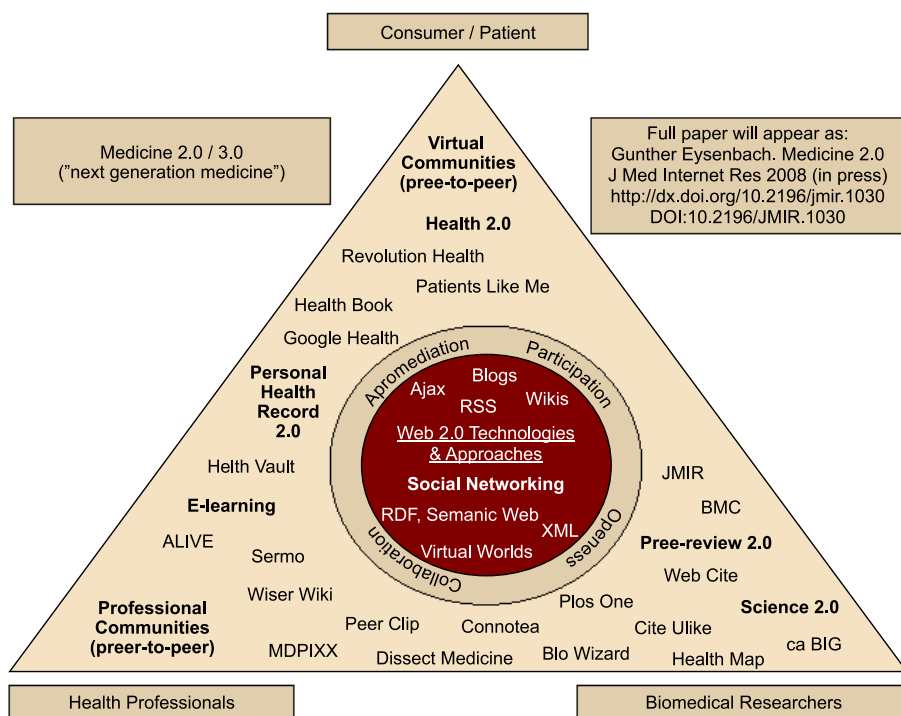 Consumer / Patient
Medicine 2.0 / 3.0
("next generation medicine")
Full paper will appear as:
Gunther Eysenbach. Medicine 2.0
J Med Internet Res 2008 (in press)
http://dx.doi.org/10.2196/jmir.1030
DOI:10.2196/JMIR.1030
Virtual
Communities
(pree-to-peer)
Health 2.0
Revolution Health
Patients Like Me
Health Book
Google Health
Personal
Health
Record
2.0
Helth Vault
E-learning
ALIVE
Sermo
Wiser Wiki
Professional
Communities
(preer-to-peer)
MDPIXX
Peer Clip
Dissect Medicine
Connotea
Blo Wizard
Plos One
Cite Ulike
Health Map
ca BIG
Science 2.0
Web Cite
Pree-review 2.0
BMC
JMIR
Apromediation
Participation
Collaboration
Openess
Blogs
Ajax
RSS
Wikis
Web 2.0 Technologies
& Approaches
Social Networking
RDF, Semanic Web
XML
Virtual Worlds
Health Professionals
Biomedical Researchers